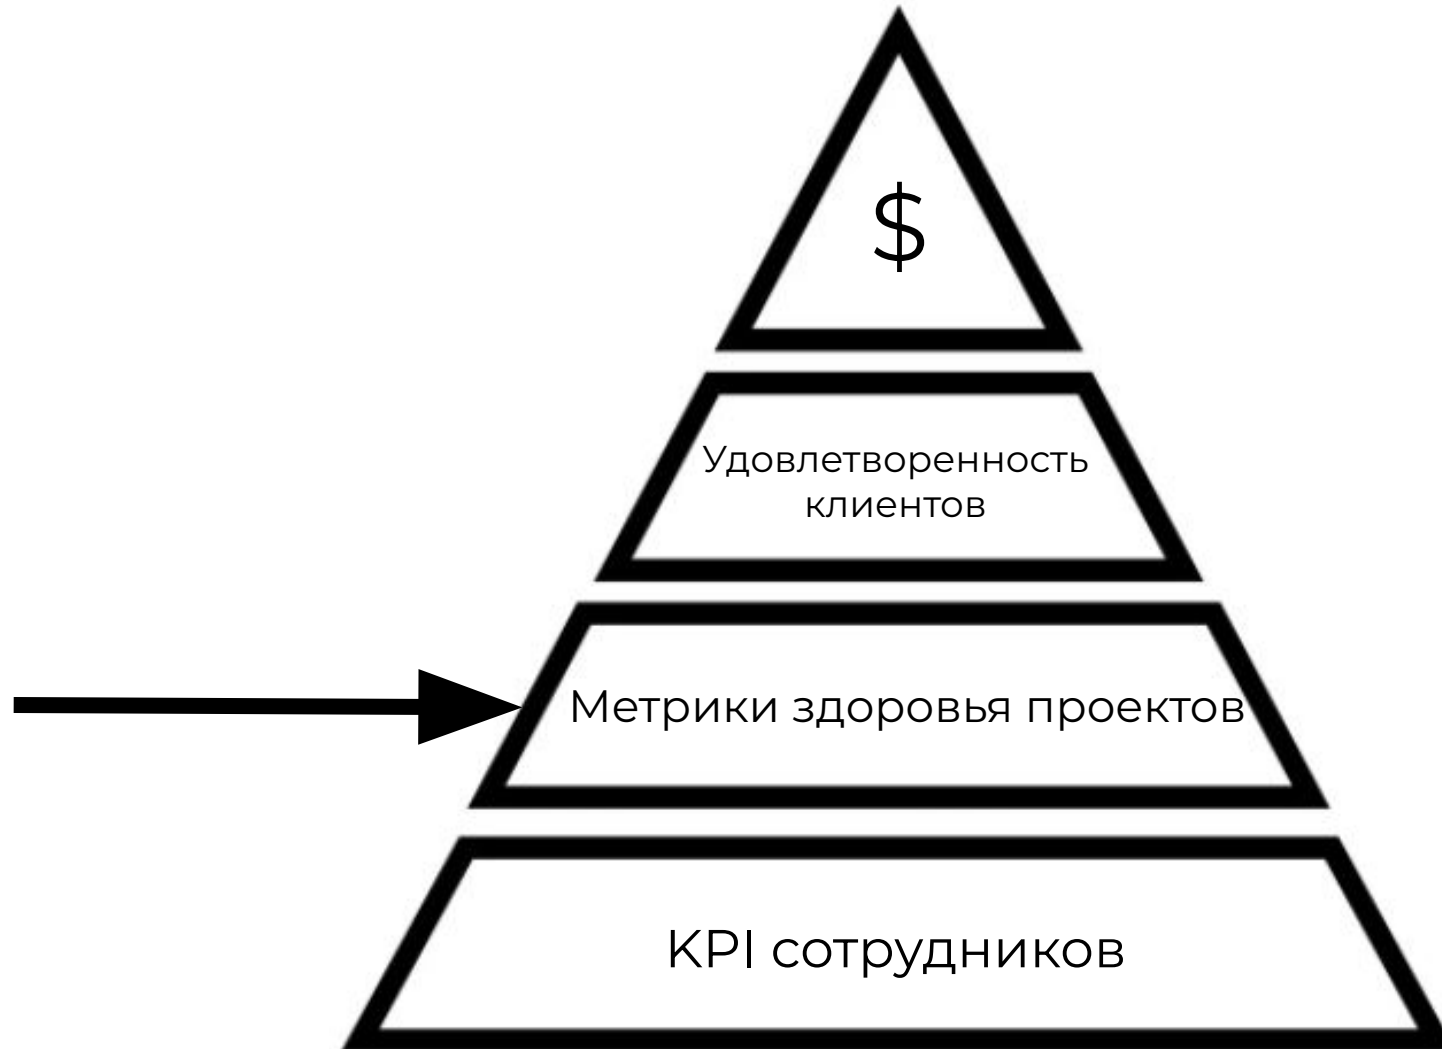 $
Удовлетворенность
клиентов
Метрики здоровья проектов
KPI сотрудников